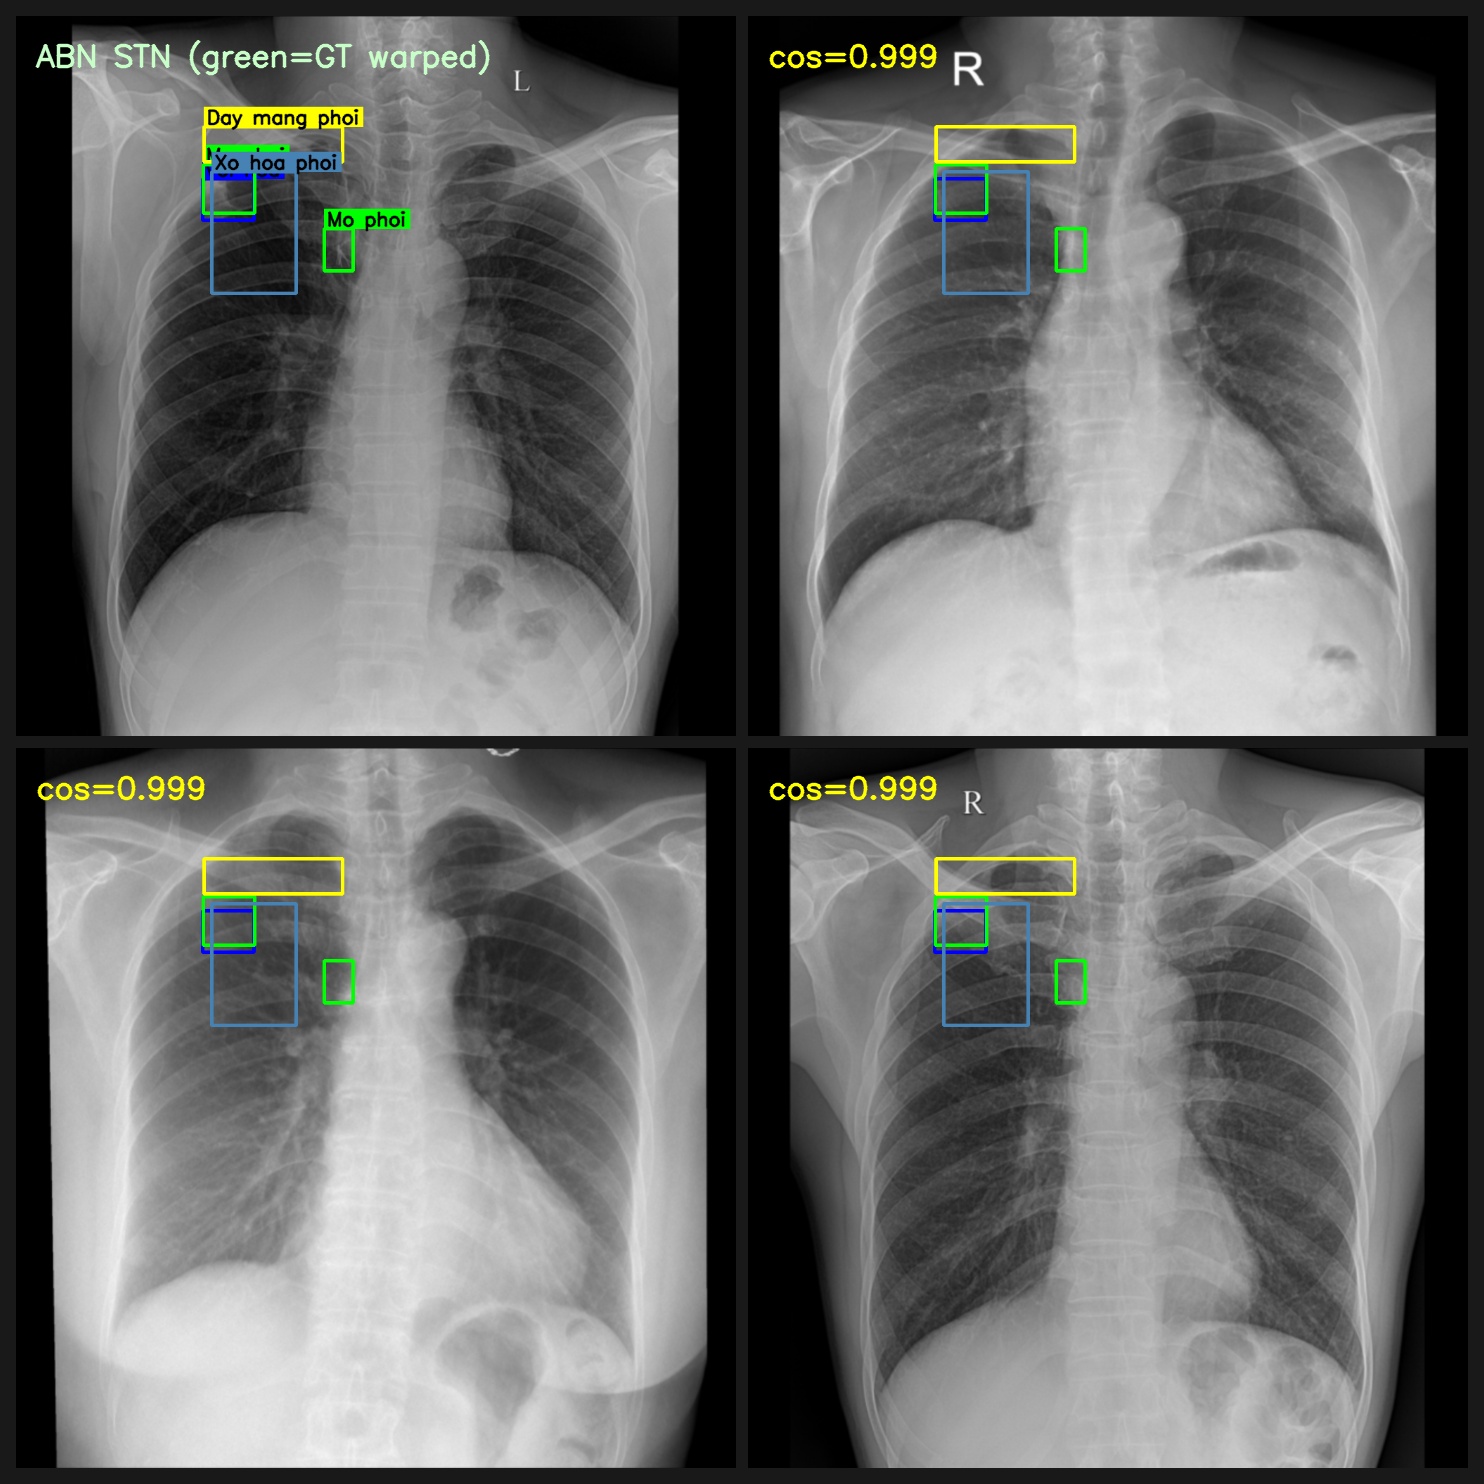 ABN STN (green=GT warped)
L
Day mang phoi
Xo hoa phoi
Mo phoi
cos=0.999
R
cos=0.999
cos=0.999
R